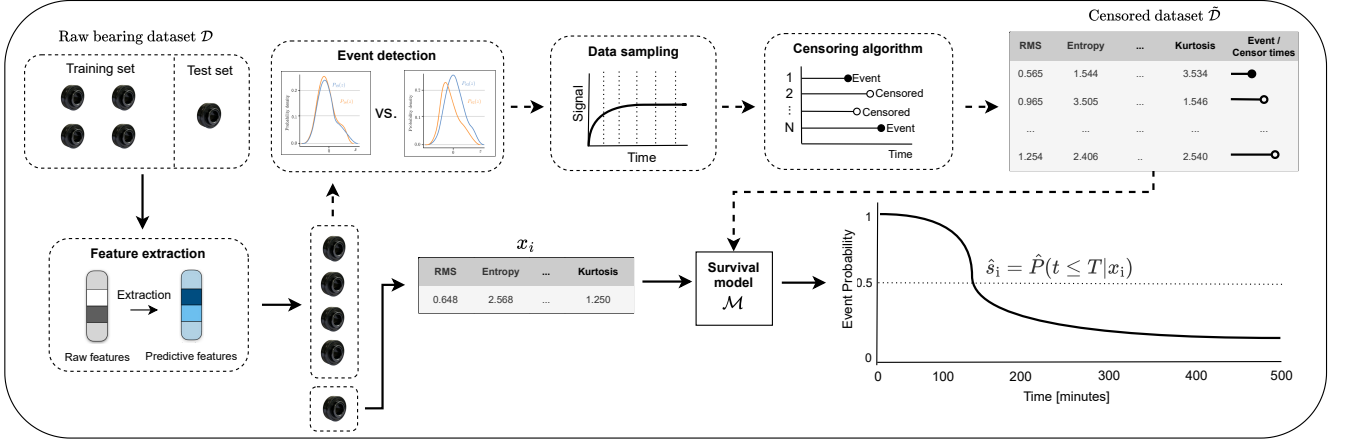 Raw bearing dataset 𝒟
Training set
Test set
Event detection
VS.
Probability density
Probability density
Data sampling
Signal
Time
Censoring algorithm
1
2
:
N
Event
Censored
Censored
Event
Time
Censored dataset 𝒟̃
RMS Entropy ... Kurtosis Event / Censor times
0.565 1.544 ... 3.534
0.965 3.505 ... 1.546
... ... ... ...
1.254 2.406 .. 2.540
Feature extraction
Extraction
Raw features
Predictive features
x_i
RMS Entropy ... Kurtosis
0.648 2.568 ... 1.250
Survival
model
ℳ
Event Probability
1
0.5
0
ŝ_i = P̂(t ≤ T|x_i)
0 100 200 300 400 500
Time [minutes]